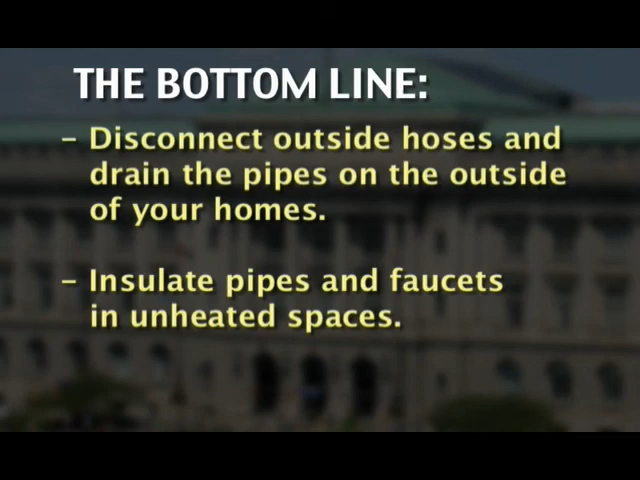 THE BOTTOM LINE:
– Disconnect outside hoses and
drain the pipes on the outside
of your homes.
– Insulate pipes and faucets
in unheated spaces.